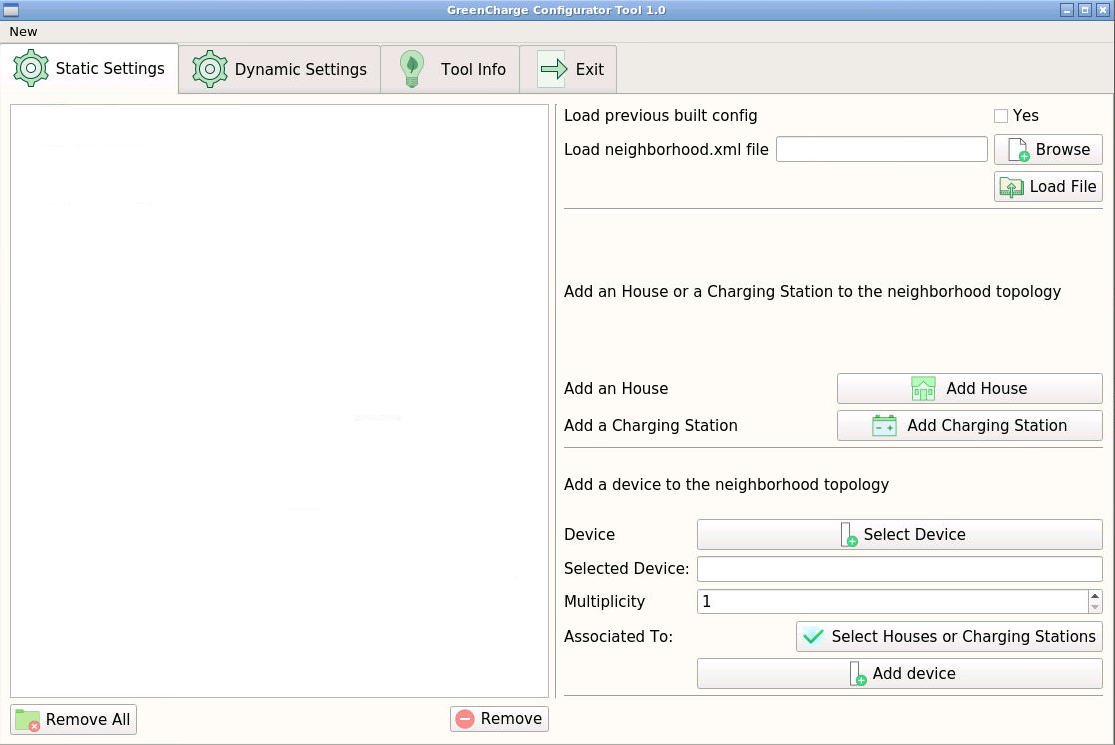 GreenCharge Configurator Tool 1.0
New
Static Settings
Dynamic Settings
Tool Info
Exit
Load previous built config
Yes
Load neighborhood.xml file
Browse
Load File
Add an House or a Charging Station to the neighborhood topology
Add an House
Add House
Add a Charging Station
Add Charging Station
Add a device to the neighborhood topology
Device
Select Device
Selected Device:
Multiplicity
1
Associated To:
Select Houses or Charging Stations
Add device
Remove All
Remove